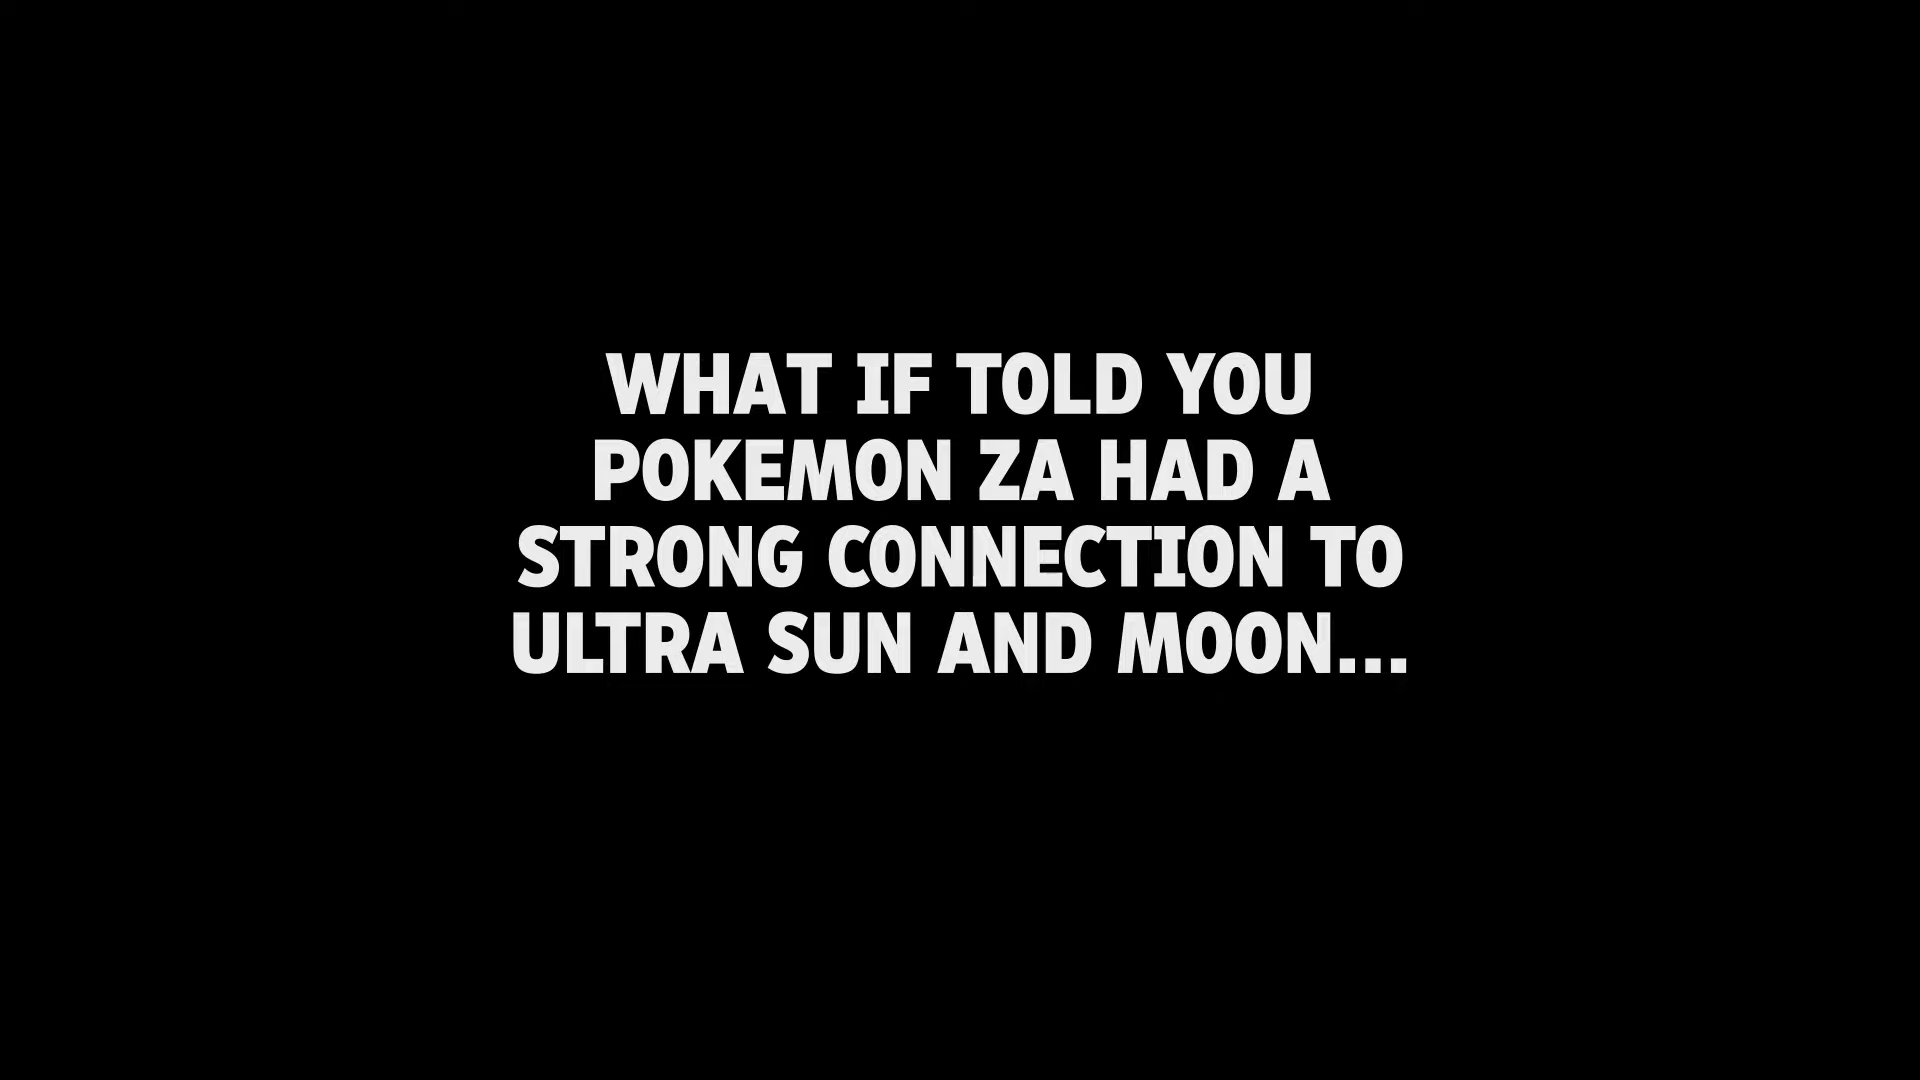 WHAT IF TOLD YOU
POKEMON ZA HAD A
STRONG CONNECTION TO
ULTRA SUN AND MOON...